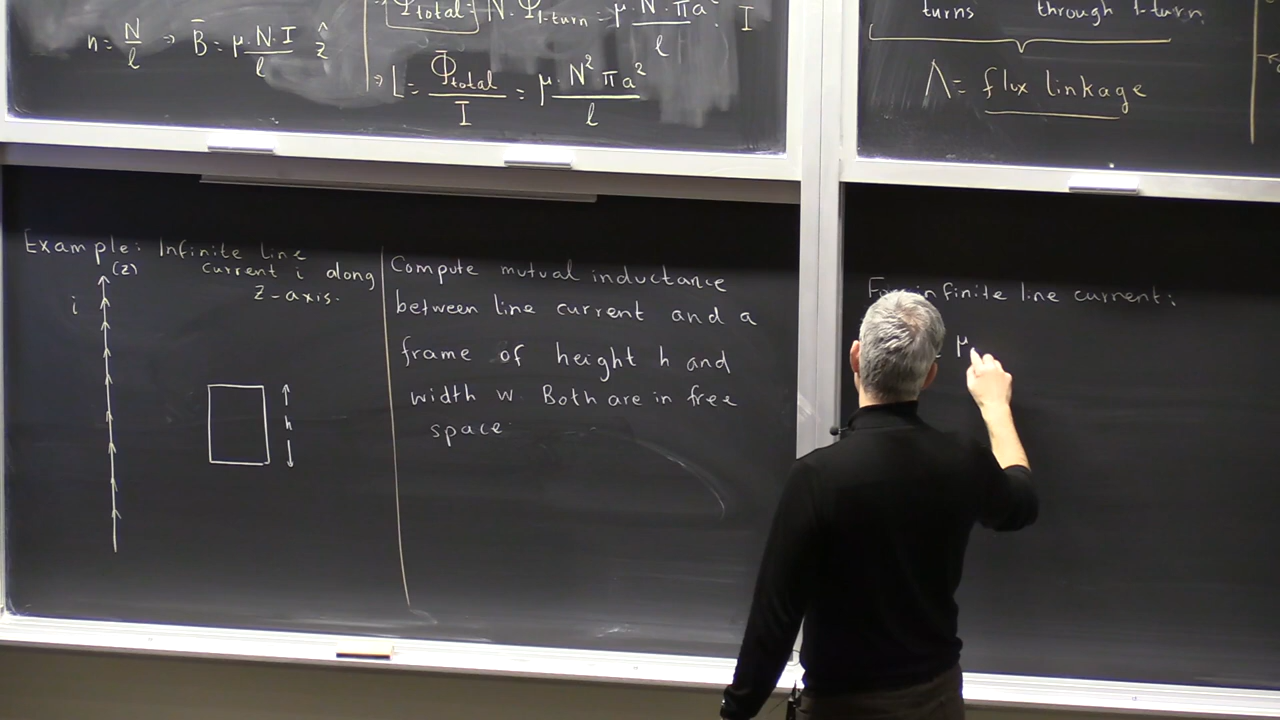 n = N/l → B̄ = μ·N·I/l ẑ
Φtotal = N·Φ1-turn = μ·N·πa²/l · I
→ L = Φ̄total/I = μ·N²πa²/l
turns through 1-turn
Λ = flux linkage
Example: Infinite line
current i along
z-axis.
(z)
i
h
Compute mutual inductance
between line current and a
frame of height h and
width w. Both are in free
space
For infinite line current:
μ